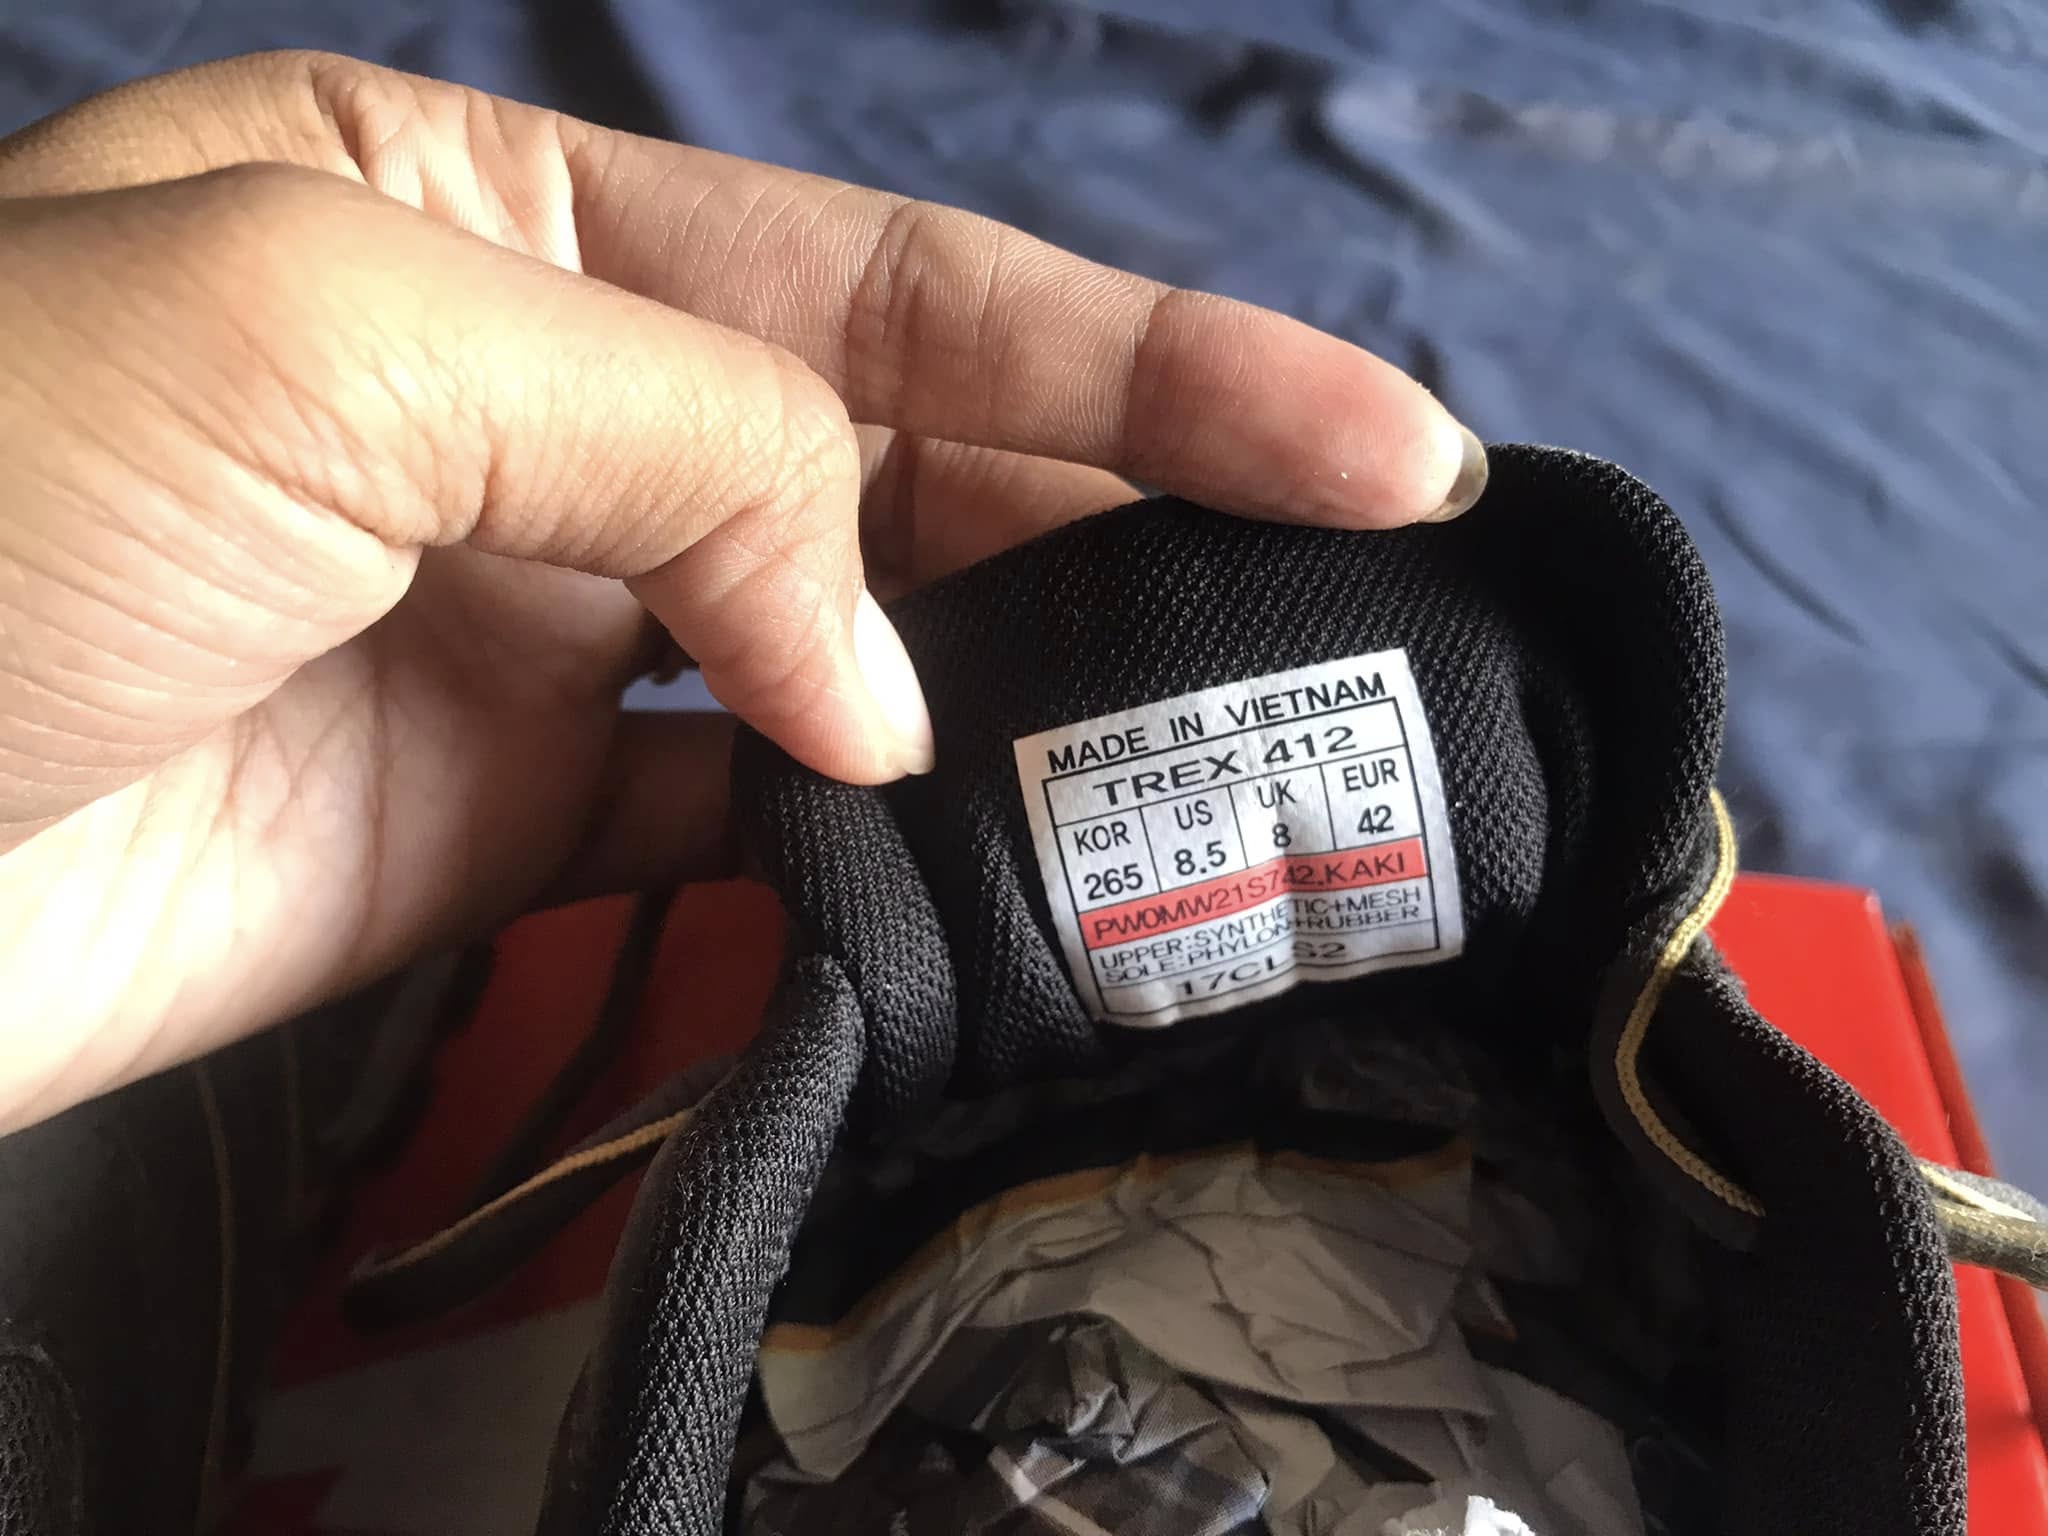 MADE IN VIETNAM
TREX 412
KOR US UK EUR
265 8.5 8 42
PWOMW21S742.KAKI
UPPER:SYNTHETIC+MESH
SOLE:PHYLON+RUBBER